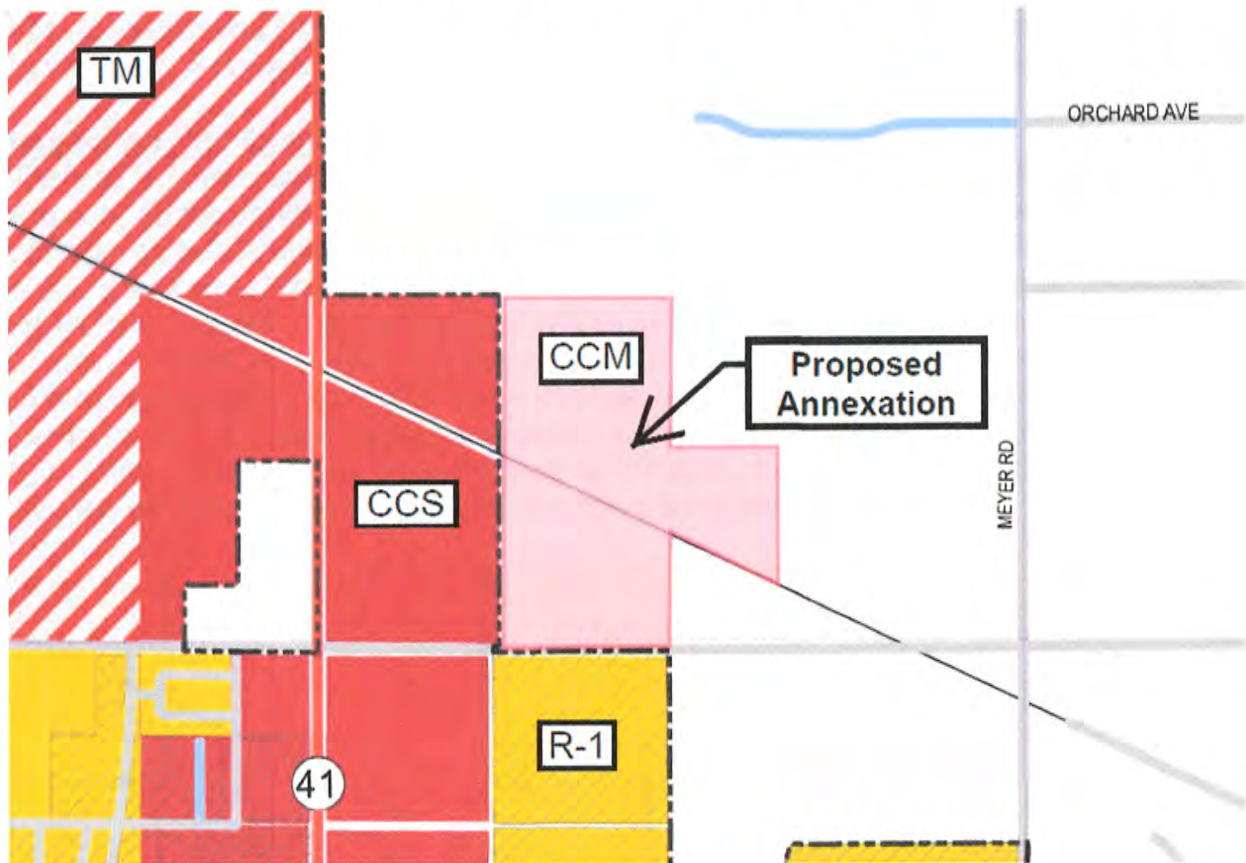 TM
ORCHARD AVE
CCM
Proposed
Annexation
CCS
MEYER RD
R-1
41